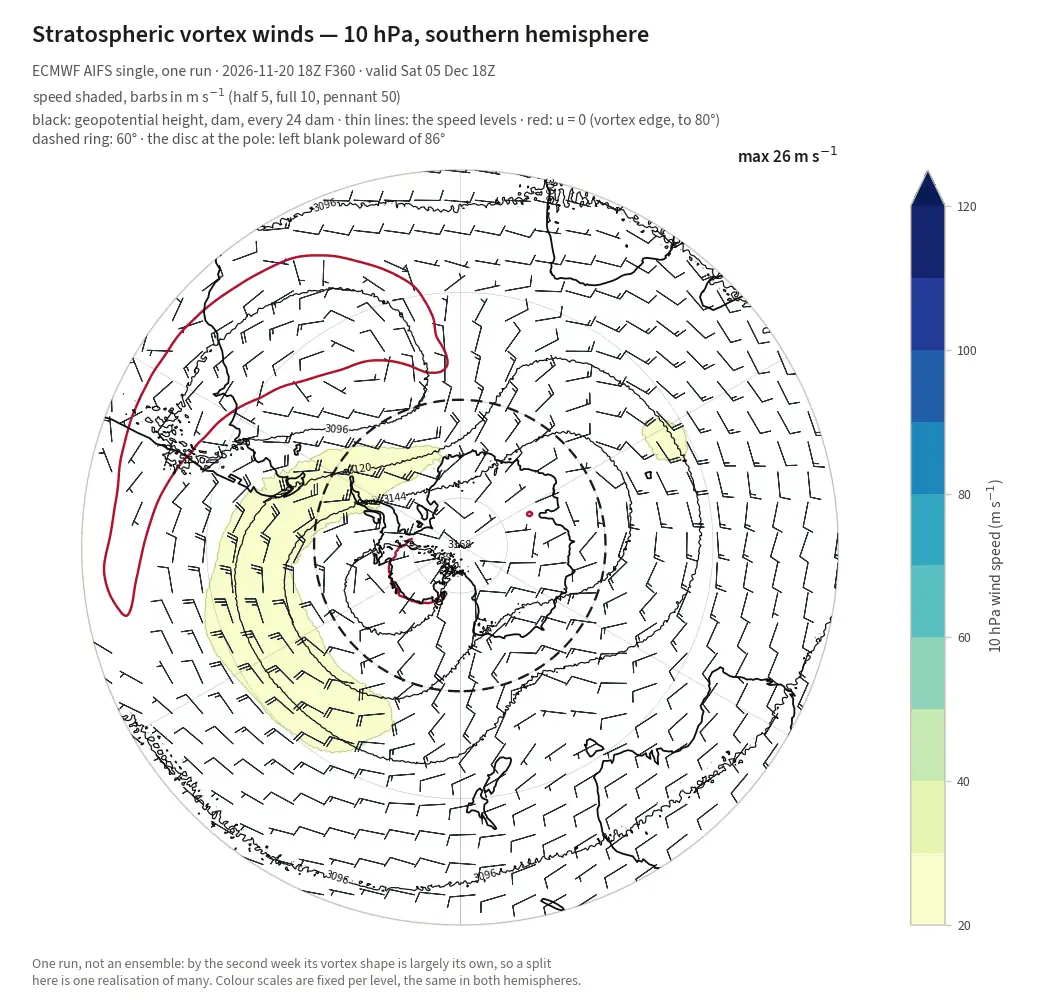 Stratospheric vortex winds — 10 hPa, southern hemisphere
ECMWF AIFS single, one run · 2026-11-20 18Z F360 · valid Sat 05 Dec 18Z
speed shaded, barbs in m s⁻¹ (half 5, full 10, pennant 50)
black: geopotential height, dam, every 24 dam · thin lines: the speed levels · red: u = 0 (vortex edge, to 80°)
dashed ring: 60° · the disc at the pole: left blank poleward of 86°
max 26 m s⁻¹
3096
120
100
80
60
40
20
10 hPa wind speed (m s⁻¹)
3096
3120
3144
3168
3096
3096
One run, not an ensemble: by the second week its vortex shape is largely its own, so a split
here is one realisation of many. Colour scales are fixed per level, the same in both hemispheres.